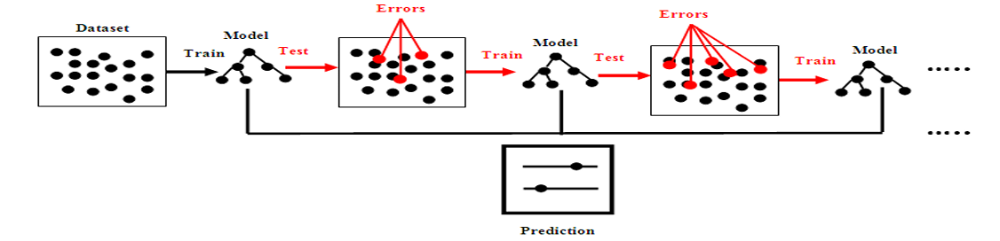 Errors
Errors
Dataset
Model
Model
Model
Train
Test
Train
Test
Train
Prediction